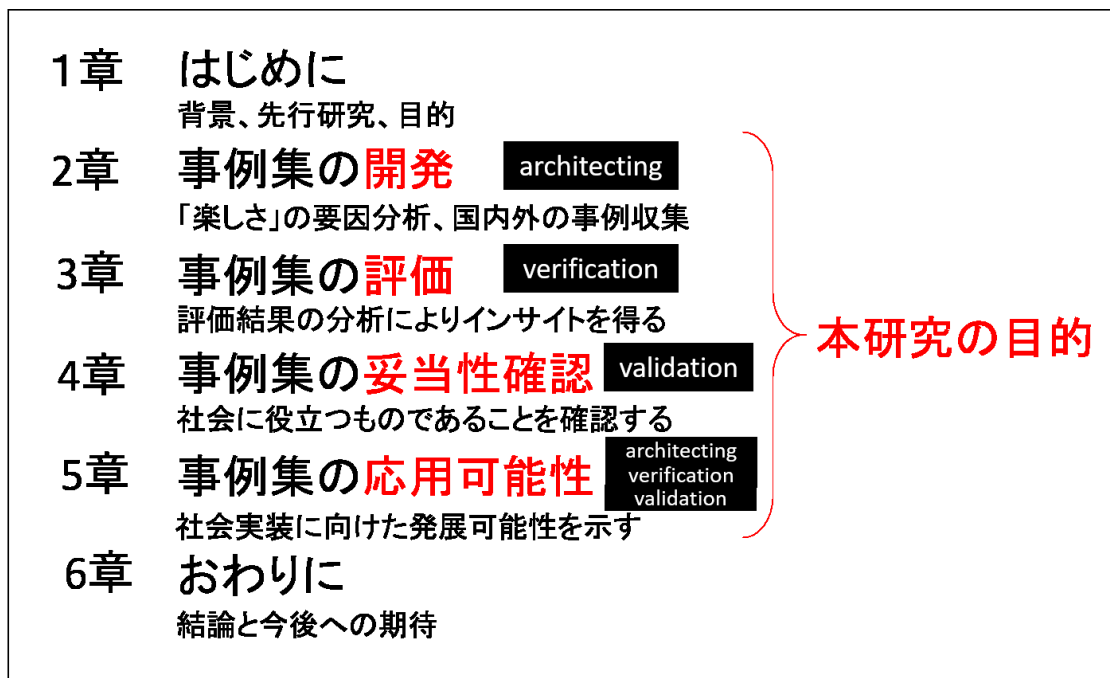 1章 はじめに
背景、先行研究、目的
2章 事例集の開発 architecting
「楽しさ」の要因分析、国内外の事例収集
3章 事例集の評価 verification
評価結果の分析によりインサイトを得る
本研究の目的
4章 事例集の妥当性確認 validation
社会に役立つものであることを確認する
5章 事例集の応用可能性 architecting
verification
validation
社会実装に向けた発展可能性を示す
6章 おわりに
結論と今後への期待